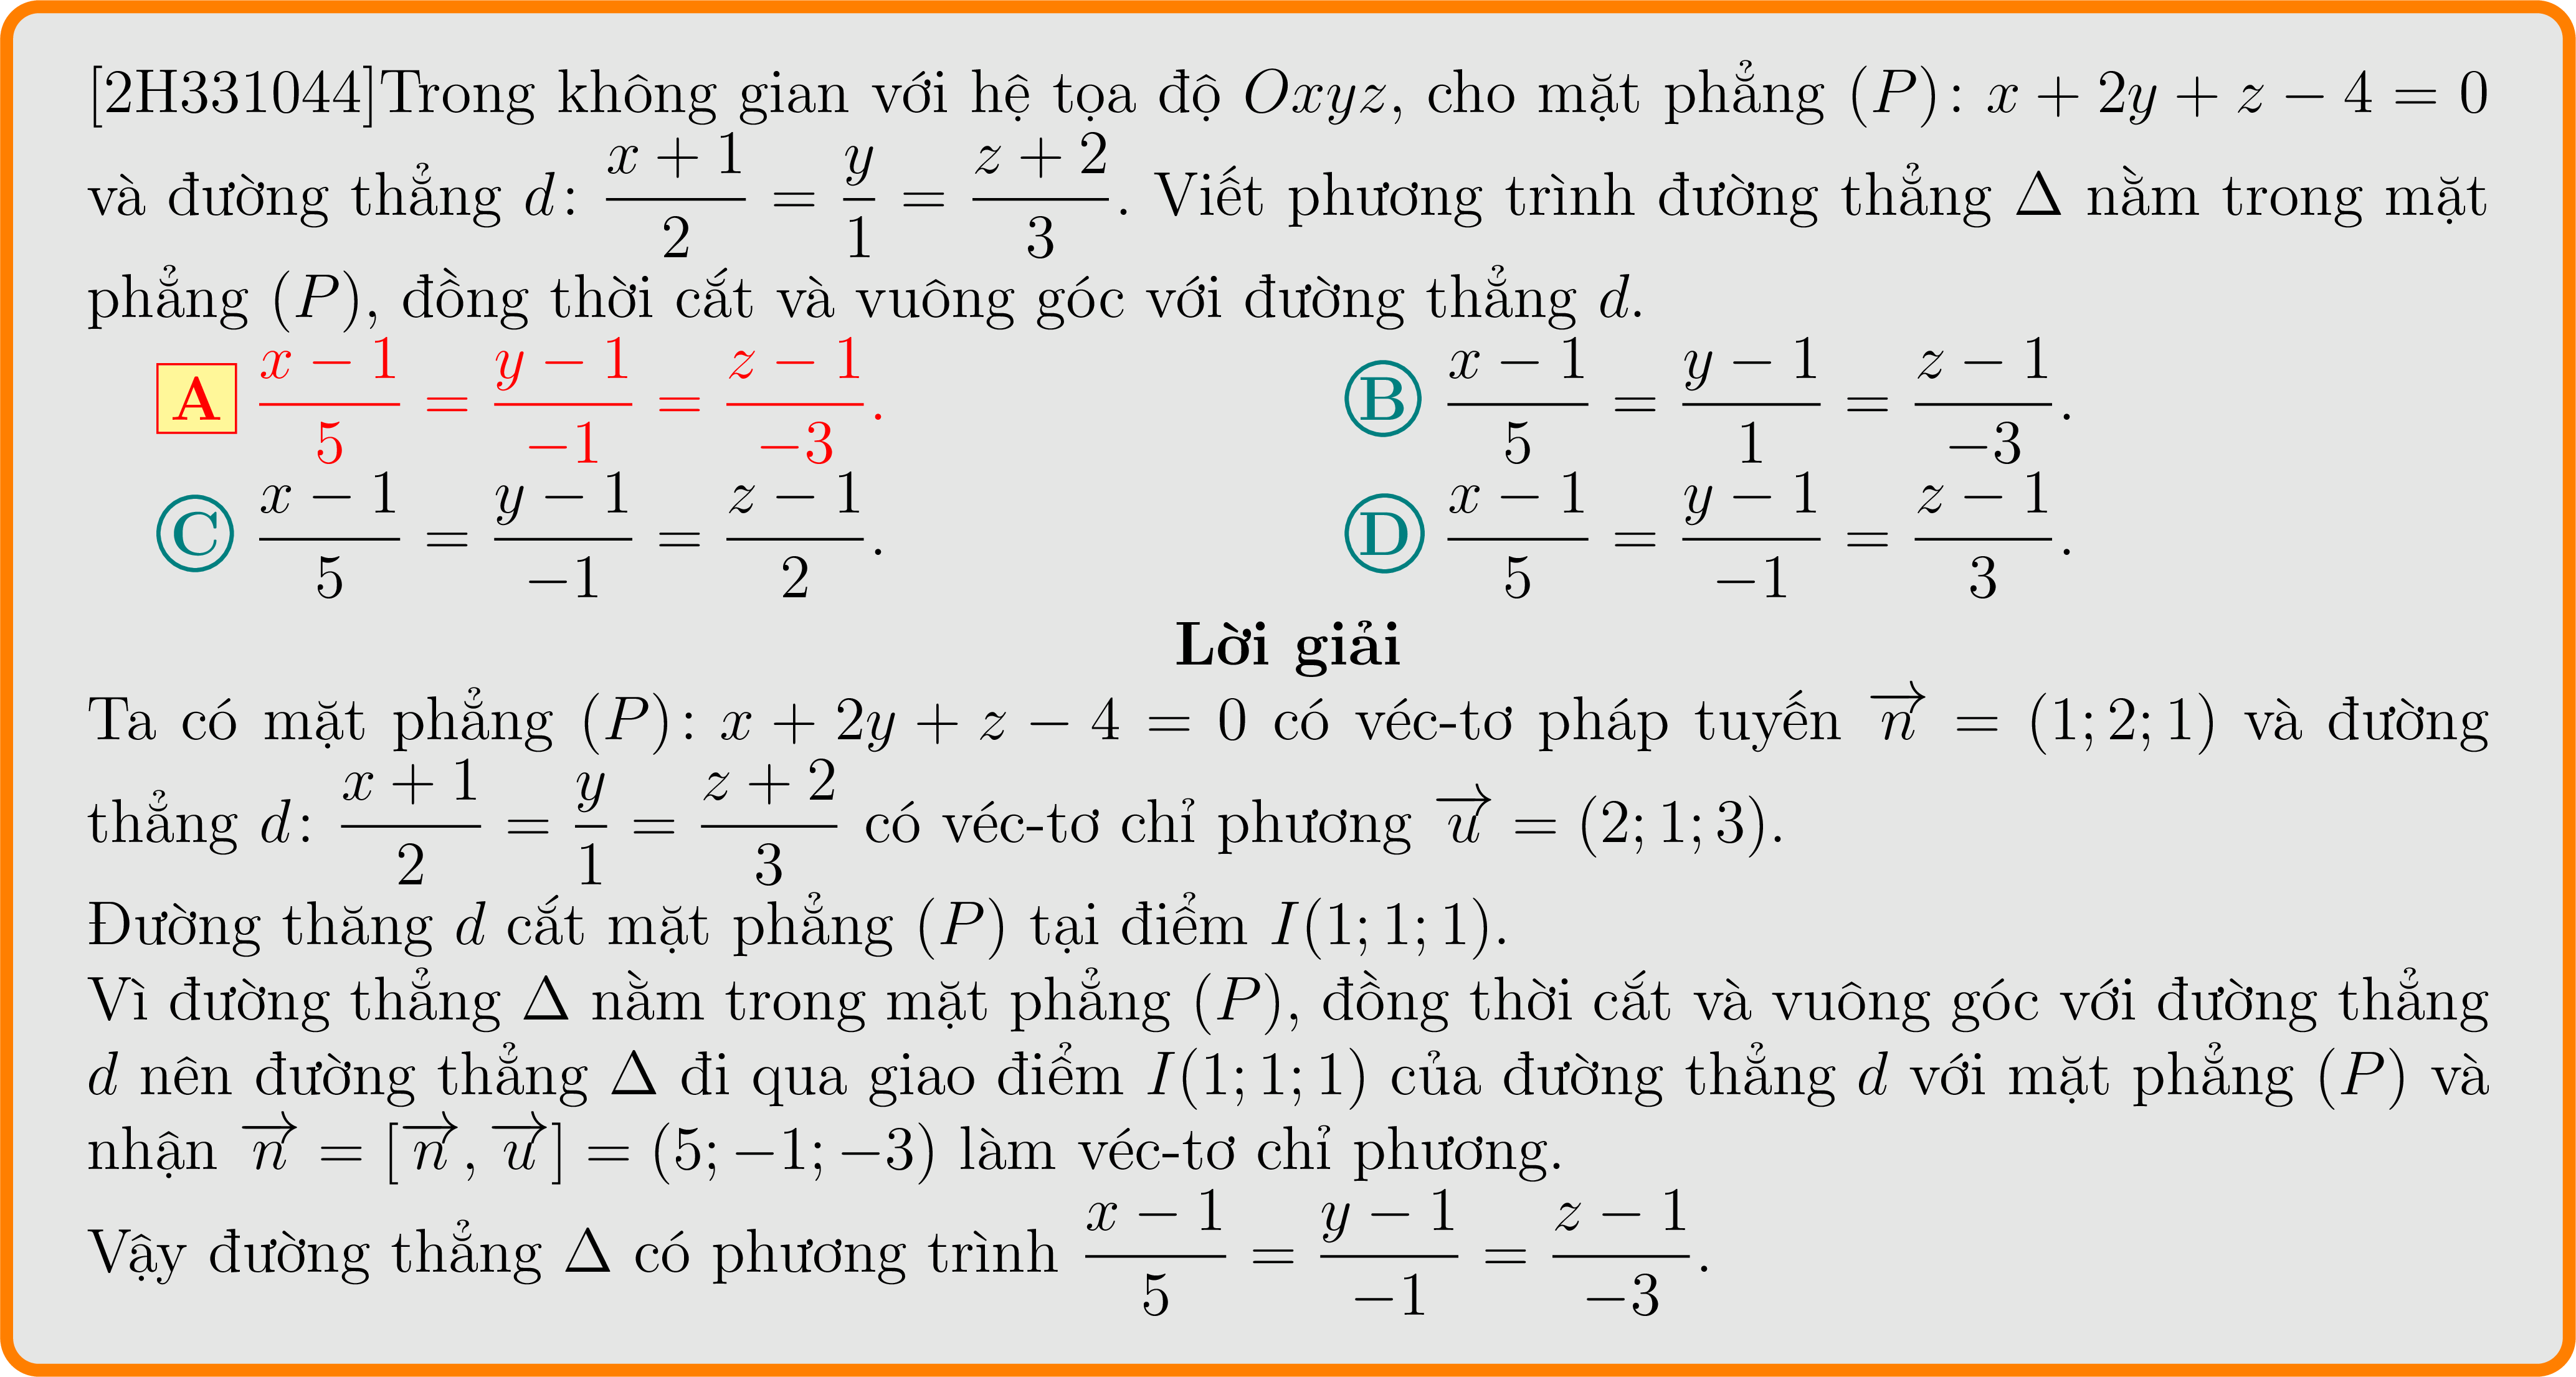 [2H331044]Trong không gian với hệ tọa độ Oxyz, cho mặt phẳng (P): x + 2y + z − 4 = 0
và đường thẳng d: \frac{x + 1}{2} = \frac{y}{1} = \frac{z + 2}{3}. Viết phương trình đường thẳng Δ nằm trong mặt
phẳng (P), đồng thời cắt và vuông góc với đường thẳng d.
A \frac{x − 1}{5} = \frac{y − 1}{−1} = \frac{z − 1}{−3}. B \frac{x − 1}{5} = \frac{y − 1}{1} = \frac{z − 1}{−3}.
C \frac{x − 1}{5} = \frac{y − 1}{−1} = \frac{z − 1}{2}. D \frac{x − 1}{5} = \frac{y − 1}{−1} = \frac{z − 1}{3}.
Lời giải
Ta có mặt phẳng (P): x + 2y + z − 4 = 0 có véc-tơ pháp tuyến \overrightarrow{n} = (1; 2; 1) và đường
thẳng d: \frac{x + 1}{2} = \frac{y}{1} = \frac{z + 2}{3} có véc-tơ chỉ phương \overrightarrow{u} = (2; 1; 3).
Đường thăng d cắt mặt phẳng (P) tại điểm I(1; 1; 1).
Vì đường thẳng Δ nằm trong mặt phẳng (P), đồng thời cắt và vuông góc với đường thẳng
d nên đường thẳng Δ đi qua giao điểm I(1; 1; 1) của đường thẳng d với mặt phẳng (P) và
nhận \overrightarrow{n} = [\overrightarrow{n}, \overrightarrow{u}] = (5; −1; −3) làm véc-tơ chỉ phương.
Vậy đường thẳng Δ có phương trình \frac{x − 1}{5} = \frac{y − 1}{−1} = \frac{z − 1}{−3}.